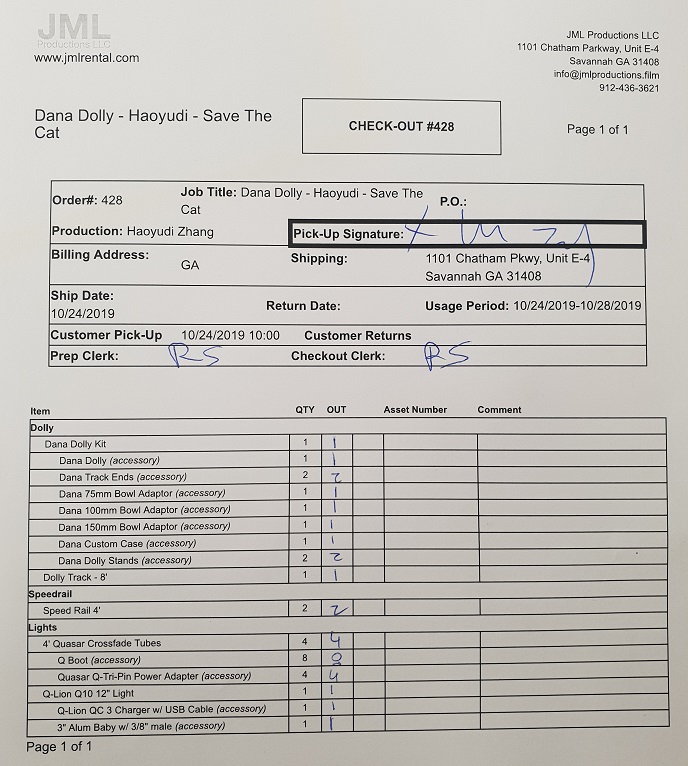 JML
Productions LLC
www.jmlrental.com
JML Productions LLC
1101 Chatham Parkway, Unit E-4
Savannah GA 31408
info@jmlproductions.film
912-436-3621
Dana Dolly - Haoyudi - Save The
Cat
CHECK-OUT #428
Page 1 of 1
Order#: 428
Job Title: Dana Dolly - Haoyudi - Save The
Cat
P.O.:
Production: Haoyudi Zhang
Pick-Up Signature: X
Billing Address:
GA
Shipping:
1101 Chatham Pkwy, Unit E-4
Savannah GA 31408
Ship Date:
10/24/2019
Return Date:
Usage Period: 10/24/2019-10/28/2019
Customer Pick-Up 10/24/2019 10:00 Customer Returns
Prep Clerk: RS Checkout Clerk: RS
Item QTY OUT Asset Number Comment
Dolly
Dana Dolly Kit 1 1
Dana Dolly (accessory) 1 1
Dana Track Ends (accessory) 2 2
Dana 75mm Bowl Adaptor (accessory) 1 1
Dana 100mm Bowl Adaptor (accessory) 1 1
Dana 150mm Bowl Adaptor (accessory) 1 1
Dana Custom Case (accessory) 1 1
Dana Dolly Stands (accessory) 2 2
Dolly Track - 8' 1 1
Speedrail
Speed Rail 4' 2 2
Lights
4' Quasar Crossfade Tubes 4 4
Q Boot (accessory) 8 8
Quasar Q-Tri-Pin Power Adapter (accessory) 4 4
Q-Lion Q10 12" Light 1 1
Q-Lion QC 3 Charger w/ USB Cable (accessory) 1 1
3" Alum Baby w/ 3/8" male (accessory) 1 1
Page 1 of 1